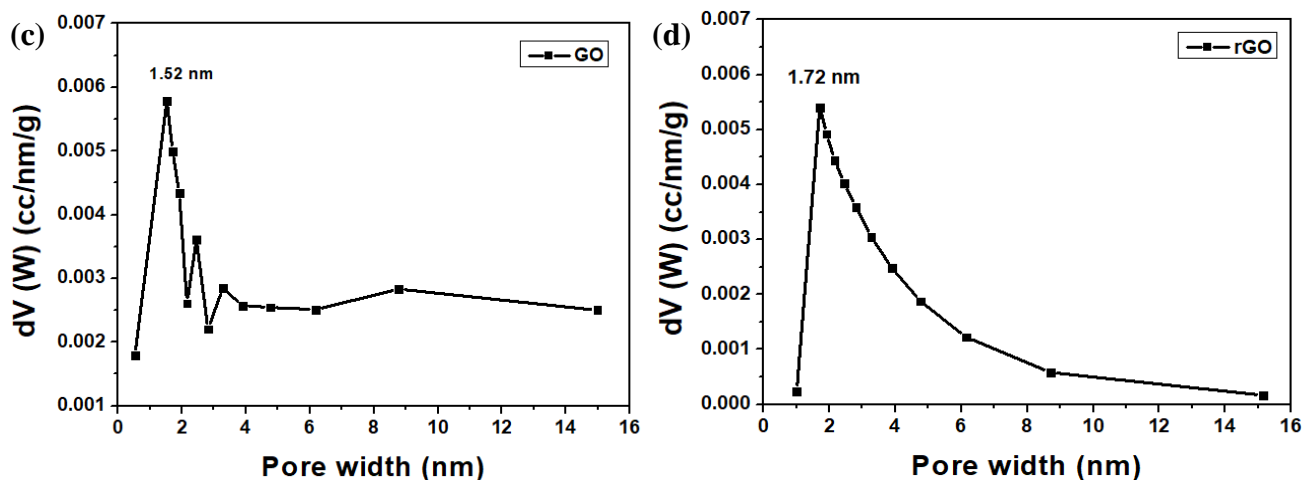 (c)
GO
1.52 nm
dV (W) (cc/nm/g)
0.007
0.006
0.005
0.004
0.003
0.002
0.001
0 2 4 6 8 10 12 14 16
Pore width (nm)
(d)
rGO
1.72 nm
dV (W) (cc/nm/g)
0.007
0.006
0.005
0.004
0.003
0.002
0.001
0.000
0 2 4 6 8 10 12 14 16
Pore width (nm)